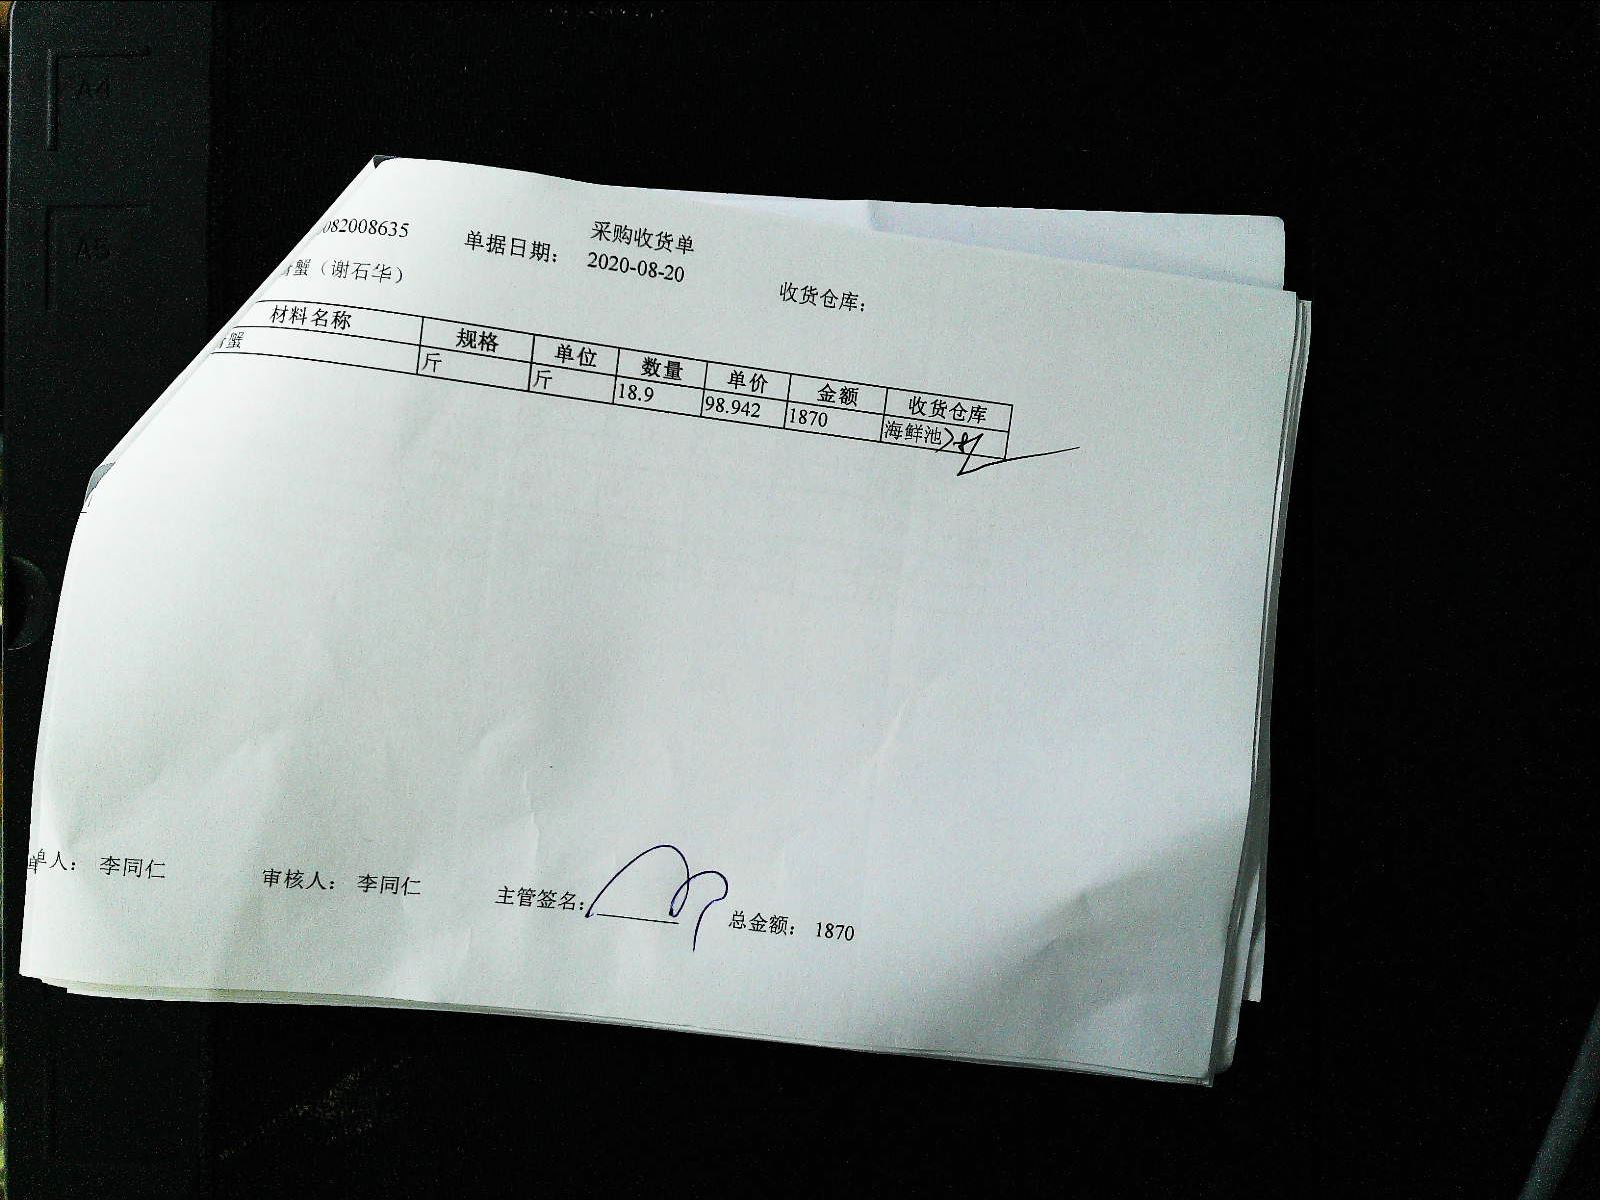 采购收货单
082008635 单据日期： 2020-08-20
蟹（谢石华） 收货仓库：
材料名称 规格 单位 数量 单价 金额 收货仓库
蟹 斤 斤 18.9 98.942 1870 海鲜池
单人： 李同仁 审核人： 李同仁 主管签名： 总金额： 1870
A4
A5